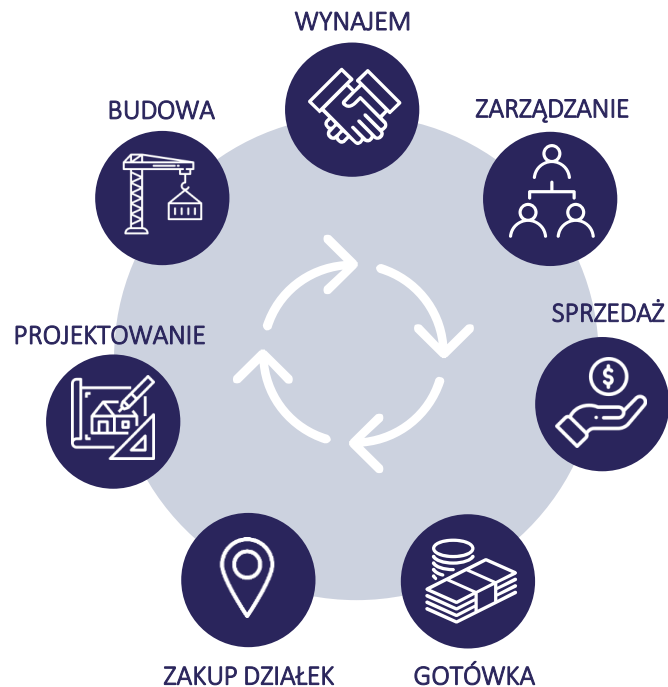 WYNAJEM
BUDOWA
ZARZĄDZANIE
SPRZEDAŻ
PROJEKTOWANIE
$
ZAKUP DZIAŁEK
GOTÓWKA